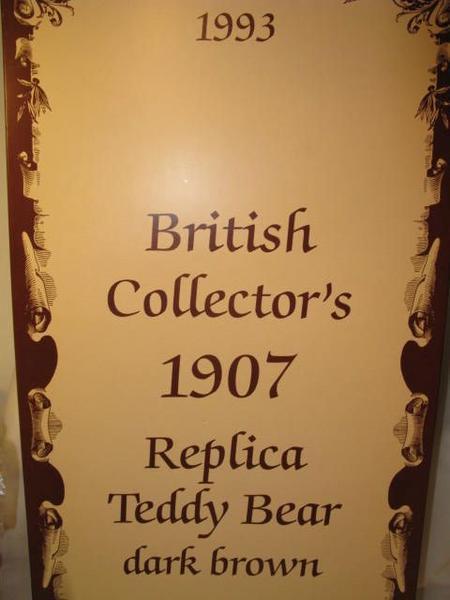 1993
British
Collector's
1907
Replica
Teddy Bear
dark brown